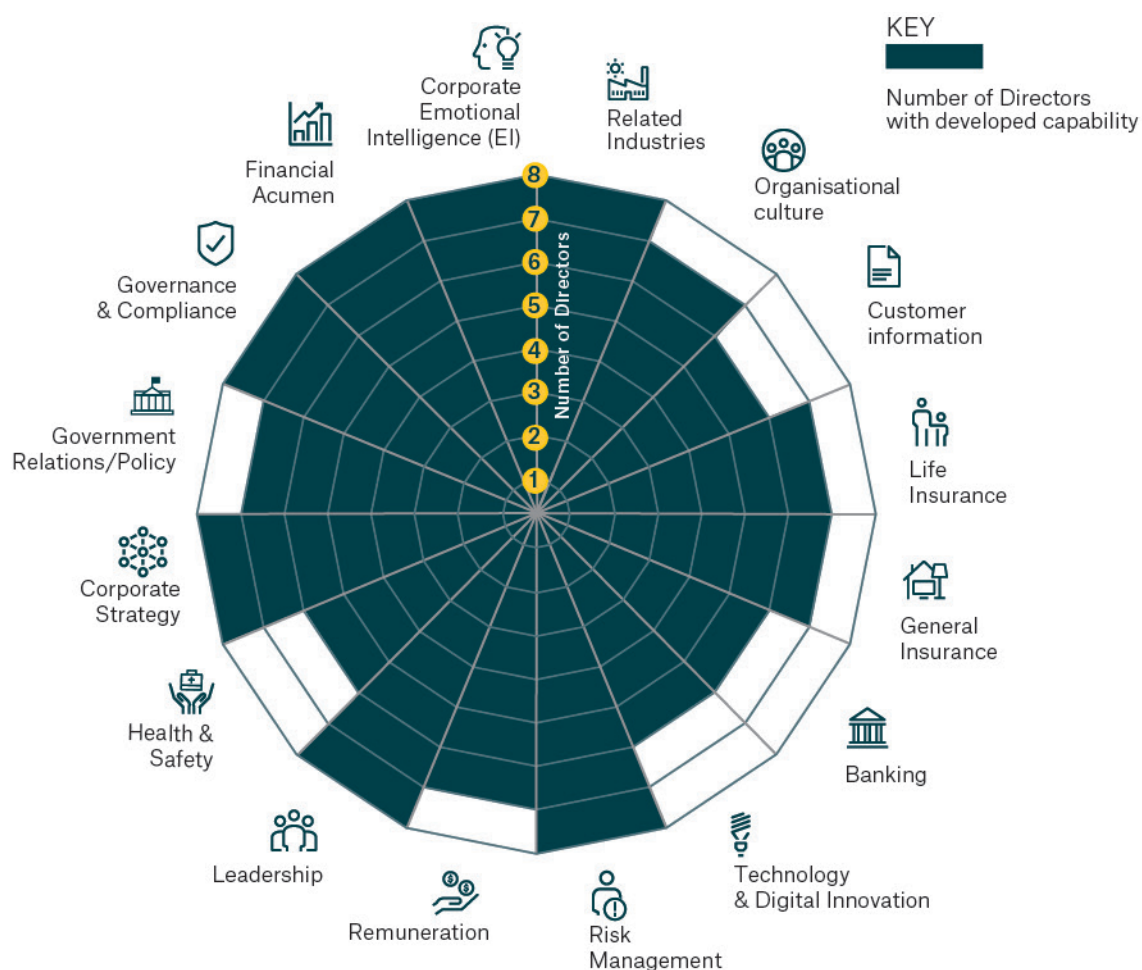 KEY
Number of Directors
with developed capability
Corporate
Emotional
Intelligence (EI)
Related
Industries
Organisational
culture
Customer
information
Life
Insurance
General
Insurance
Banking
Technology
& Digital Innovation
Risk
Management
Remuneration
Leadership
Health &
Safety
Corporate
Strategy
Government
Relations/Policy
Governance
& Compliance
Financial
Acumen
8
7
6
5
4
3
2
1
Number of Directors